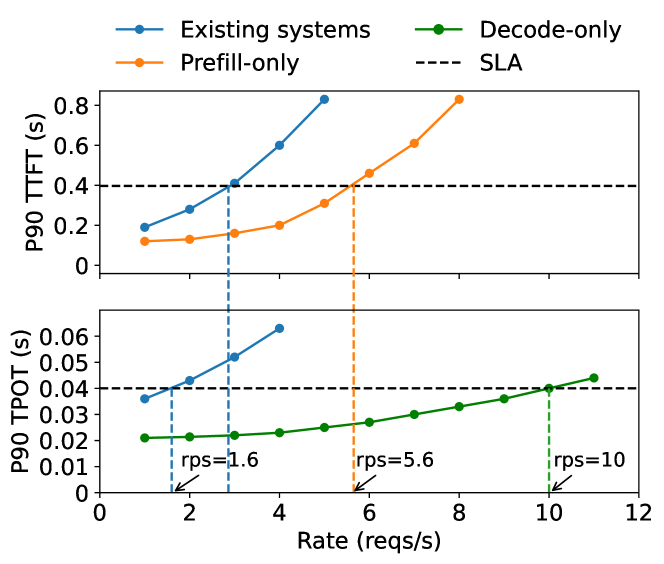 Existing systems
Decode-only
Prefill-only
SLA
P90 TTFT (s)
0.8
0.6
0.4
0.2
0
P90 TPOT (s)
0.06
0.05
0.04
0.03
0.02
0.01
0
rps=1.6
rps=5.6
rps=10
0 2 4 6 8 10 12
Rate (reqs/s)